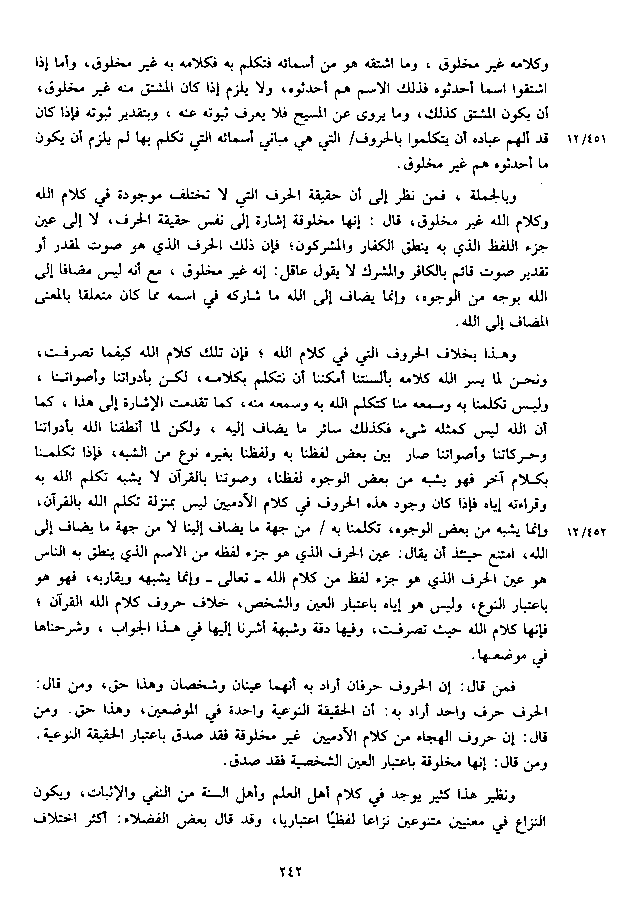 وكلامه غير مخلوق ، وما اشتقه هو من أسمائه فتكلم به فكلامه به غير مخلوق، وأما إذا
اشتقوا اسما أحدثوه فذلك الاسم هم أحدثوه، ولا يلزم إذا كان المشتق منه غير مخلوق،
أن يكون المشتق كذلك، وما يروى عن المسيح فلا يعرف ثبوته عنه ، وبتقدير ثبوته فإذا كان
١٢/٤٥١ قد ألهم عباده أن يتكلموا بالحروف/ التي هي مباني أسمائه التي تكلم بها لم يلزم أن يكون
ما أحدثوه هم غير مخلوق.
وبالجملة ، فمن نظر إلى أن حقيقة الحرف التي لا تختلف موجودة في كلام الله
وكلام الله غير مخلوق، قال : إنها مخلوقة إشارة إلى نفس حقيقة الحرف، لا إلى عين
جزء اللفظ الذي به ينطق الكفار والمشركون؛ فإن ذلك الحرف الذي هو صوت لمقدر أو
تقدير صوت قائم بالكافر والمشرك لا يقول عاقل: إنه غير مخلوق ، مع أنه ليس مضافا إلى
الله بوجه من الوجوه، وإنما يضاف إلى الله ما شاركه في اسمه مما كان متعلقا بالمعنى
المضاف إلى الله.
وهذا بخلاف الحروف التي في كلام الله ؛ فإن تلك كلام الله كيفما تصرفت،
ونحن لما يسر الله كلامه بألسنتنا أمكننا أن نتكلم بكلامه، لكن بأدواتنا وأصواتنا ،
وليس تكلمنا به وسمعه منا كتكلم الله به وسمعه منه، كما تقدمت الإشارة إلى هذا ، كما
أن الله ليس كمثله شيء فكذلك سائر ما يضاف إليه ، ولكن لما أنطقنا الله بأدواتنا
وحركاتنا وأصواتنا صار بين بعض لفظنا به ولفظنا بغيره نوع من الشبه، فإذا تكلمنا
بكلام آخر فهو يشبه من بعض الوجوه لفظنا، وصوتنا بالقرآن لا يشبه تكلم الله به
وقراءته إياه فإذا كان وجود هذه الحروف في كلام الآدميين ليس بمنزلة تكلم الله بالقرآن،
١٢/٤٥٢ وإنما يشبه من بعض الوجوه، تكلمنا به / من جهة ما يضاف إلينا لا من جهة ما يضاف إلى
الله، امتنع حينئذ أن يقال: عين الحرف الذي هو جزء لفظه من الاسم الذي ينطق به الناس
هو عين الحرف الذي هو جزء لفظ من كلام الله ـ تعالى ـ وإنما يشبهه ويقاربه، فهو هو
باعتبار النوع، وليس هو إياه باعتبار العين والشخص، خلاف حروف كلام الله القرآن ؛
فإنها كلام الله حيث تصرفت، وفيها دقة وشبهة أشرنا إليها في هذا الجواب ، وشرحناها
في موضعها.
فمن قال: إن الحروف حرفان أراد به أنهما عينان وشخصان وهذا حق، ومن قال:
الحرف حرف واحد أراد به: أن الحقيقة النوعية واحدة في الموضعين، وهذا حق. ومن
قال: إن حروف الهجاء من كلام الآدميين غير مخلوقة فقد صدق باعتبار الحقيقة النوعية.
ومن قال: إنها مخلوقة باعتبار العين الشخصية فقد صدق.
ونظير هذا كثير يوجد في كلام أهل العلم وأهل السنة من النفي والإثبات، ويكون
النزاع في معنيين متنوعين نزاعا لفظيًا اعتباريا، وقد قال بعض الفضلاء: أكثر اختلاف
٢٤٢